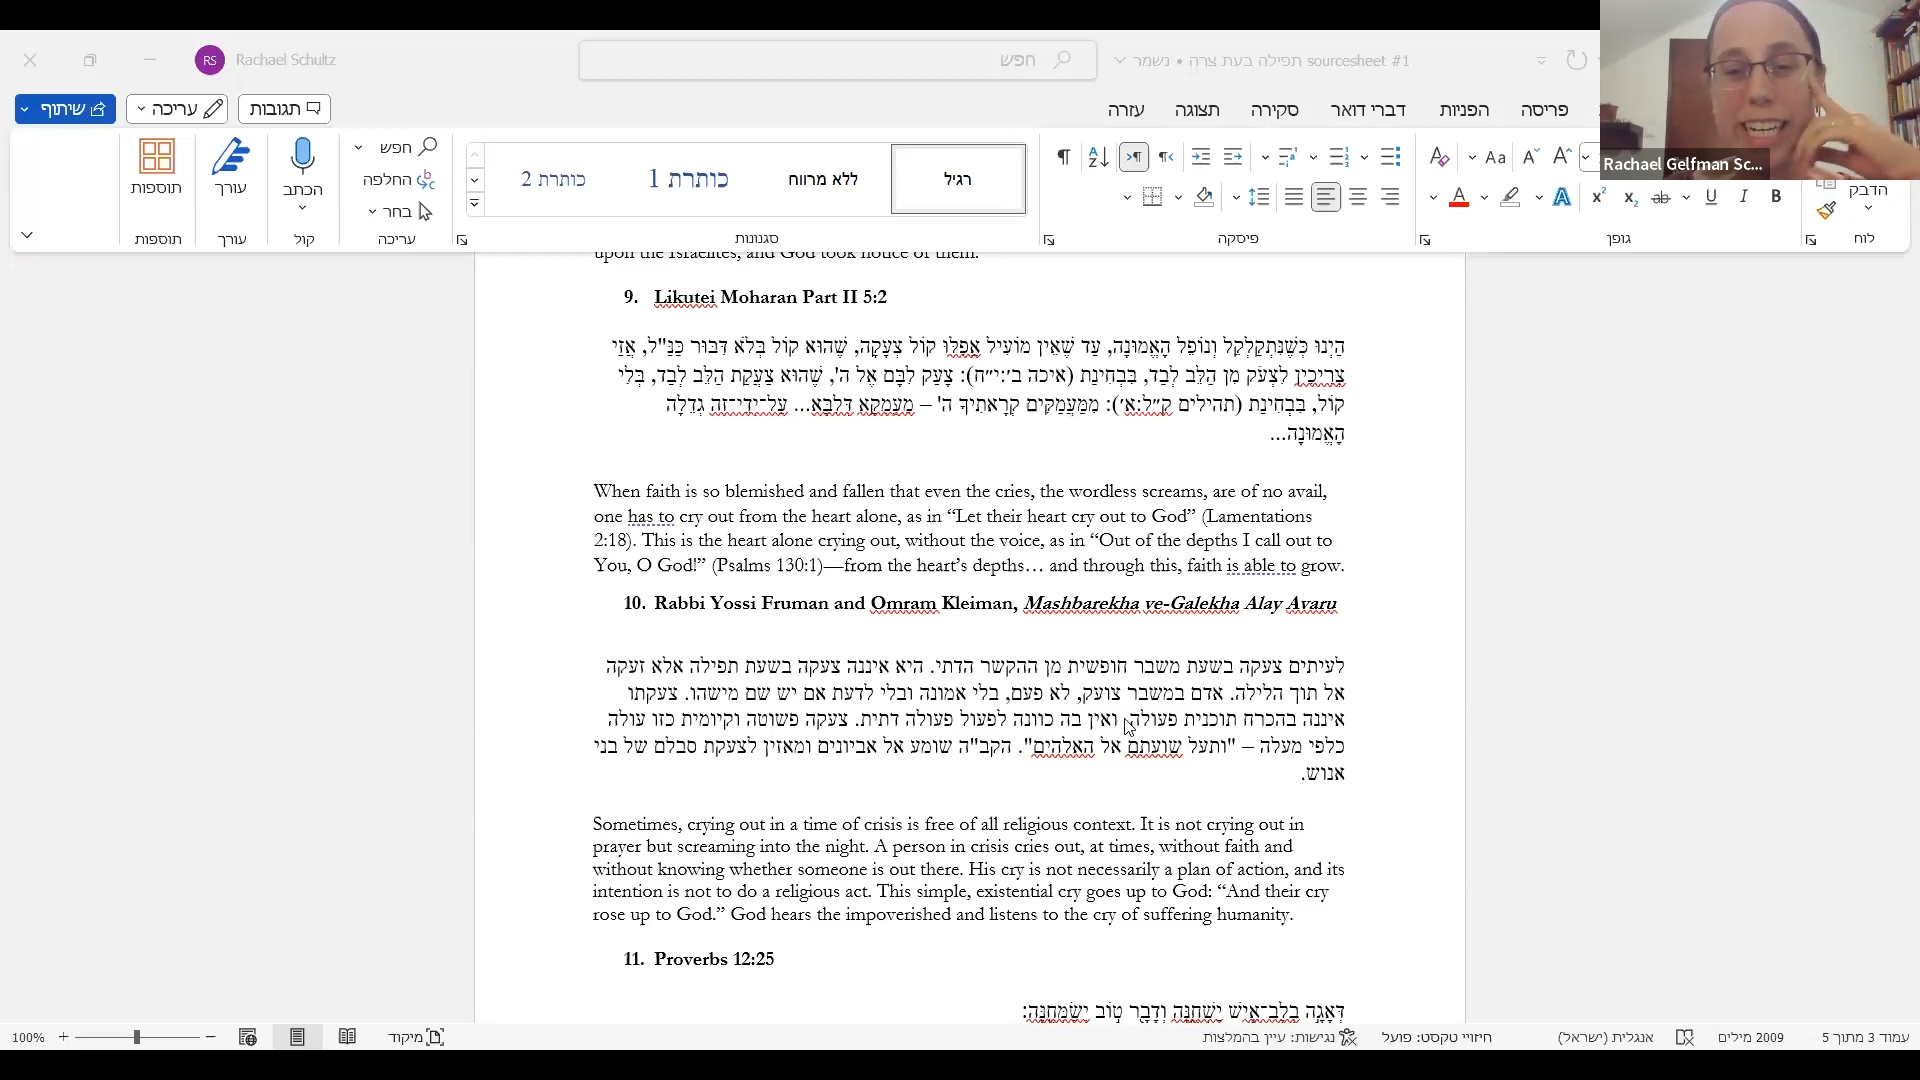 RS Rachael Schultz
חפש
sourcesheet #1 תפילה בעת צרה • נשמר
Rachael Gelfman Sc...
פריסה הפניות דברי דואר סקירה תצוגה עזרה
תגובות עריכה שיתוף
הדבק
לוח
גופן
פיסקה
רגיל ללא מרווח כותרת 1 כותרת 2
סגנונות
חפש
החלפה
בחר
עריכה
הכתב
קול
עורך
עורך
תוספות
תוספות
upon the Israelites, and God took notice of them.
9. Likutei Moharan Part II 5:2
הַיְנוּ כְּשֶׁנִּתְקַלְקֵל וְנוֹפֵל הָאֱמוּנָה, עַד שֶׁאֵין מוֹעִיל אֲפִלּוּ קוֹל צְעָקָה, שֶׁהוּא קוֹל בְּלֹא דִּבּוּר כַּנַּ"ל, אֲזַי
צְרִיכִין לִצְעֹק מִן הַלֵּב לְבַד, בִּבְחִינַת (איכה ב׳:י״ח): צָעַק לִבָּם אֶל ה', שֶׁהוּא צַעֲקַת הַלֵּב לְבַד, בְּלִי
קוֹל, בִּבְחִינַת (תהילים ק״ל:א׳): מִמַּעֲמַקִּים קְרָאתִיךָ ה' – מֵעֻמְקָא דְּלִבָּא... עַל־יְדֵי־זֶה גְּדֵלָה
הָאֱמוּנָה...
When faith is so blemished and fallen that even the cries, the wordless screams, are of no avail,
one has to cry out from the heart alone, as in “Let their heart cry out to God” (Lamentations
2:18). This is the heart alone crying out, without the voice, as in “Out of the depths I call out to
You, O God!” (Psalms 130:1)—from the heart’s depths… and through this, faith is able to grow.
10. Rabbi Yossi Fruman and Omram Kleiman, Mashbarekha ve-Galekha Alay Avaru
לעיתים צעקה בשעת משבר חופשית מן ההקשר הדתי. היא איננה צעקה בשעת תפילה אלא זעקה
אל תוך הלילה. אדם במשבר צועק, לא פעם, בלי אמונה ובלי לדעת אם יש שם מישהו. צעקתו
איננה בהכרח תוכנית פעולה, ואין בה כוונה לפעול פעולה דתית. צעקה פשוטה וקיומית כזו עולה
כלפי מעלה – "ותעל שועתם אל האלהים". הקב"ה שומע אל אביונים ומאזין לצעקת סבלם של בני
אנוש.
Sometimes, crying out in a time of crisis is free of all religious context. It is not crying out in
prayer but screaming into the night. A person in crisis cries out, at times, without faith and
without knowing whether someone is out there. His cry is not necessarily a plan of action, and its
intention is not to do a religious act. This simple, existential cry goes up to God: “And their cry
rose up to God.” God hears the impoverished and listens to the cry of suffering humanity.
11. Proverbs 12:25
דְּאָגָה בְלֶב־אִישׁ יַשְׁחֶנָּה וְדָבָר טוֹב יְשַׂמְּחֶנָּה׃
עמוד 3 מתוך 5 2009 מילים אנגלית (ישראל) חיזויי טקסט: פועל נגישות: עיין בהמלצות מיקוד 100%